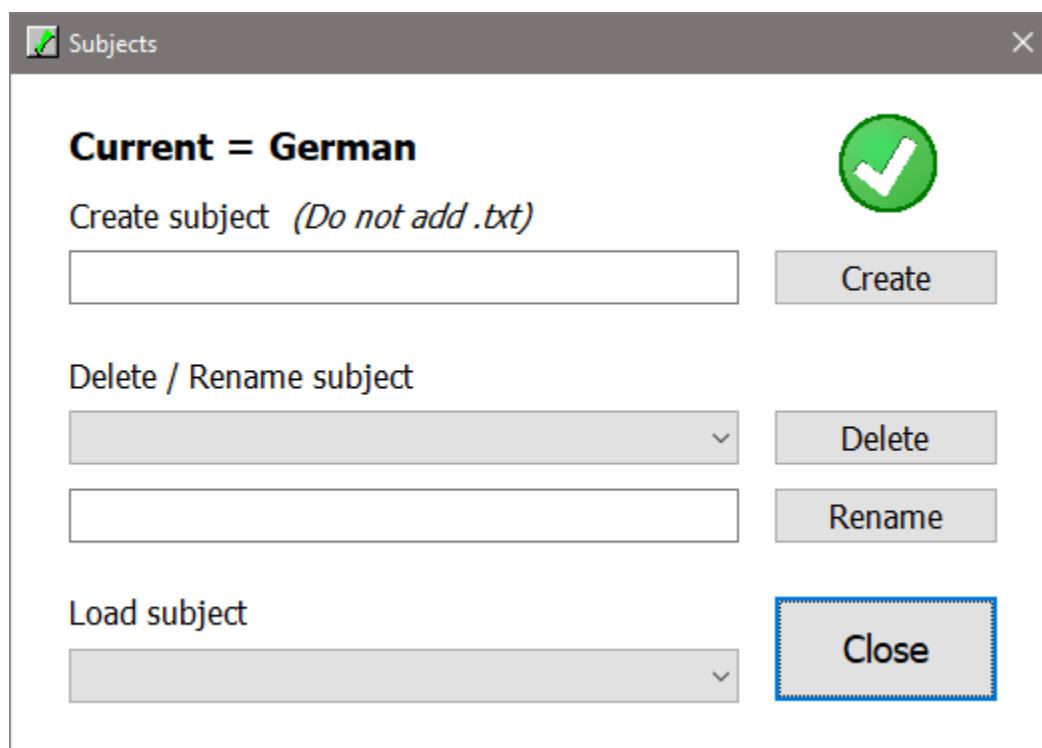 Subjects
Current = German
Create subject (Do not add .txt)
Create
Delete / Rename subject
Delete
Rename
Load subject
Close